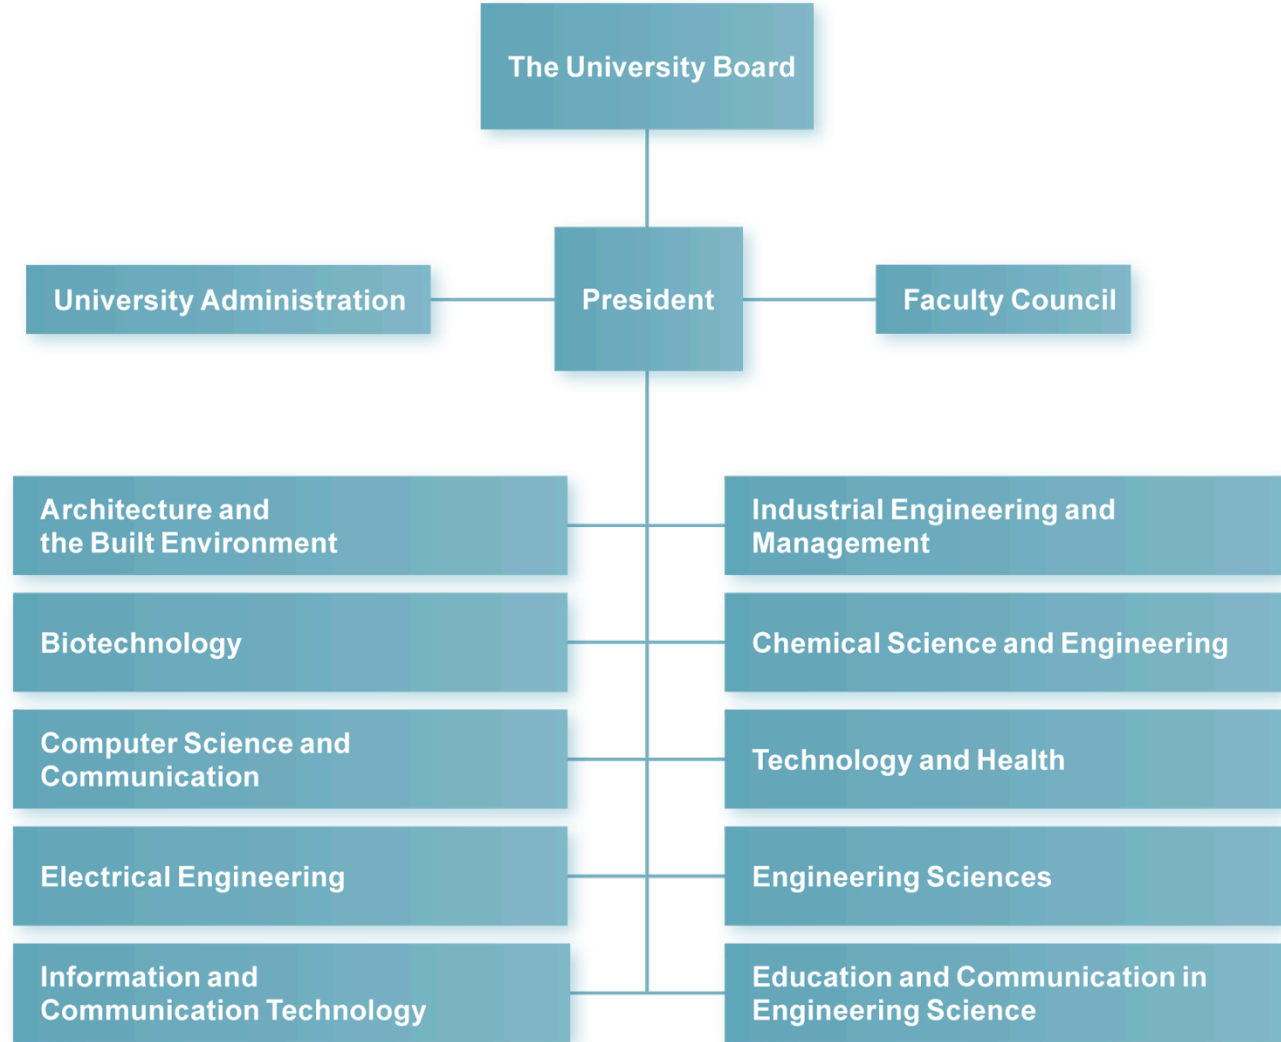 The University Board
University Administration
President
Faculty Council
Architecture and
the Built Environment
Industrial Engineering and
Management
Biotechnology
Chemical Science and Engineering
Computer Science and
Communication
Technology and Health
Electrical Engineering
Engineering Sciences
Information and
Communication Technology
Education and Communication in
Engineering Science